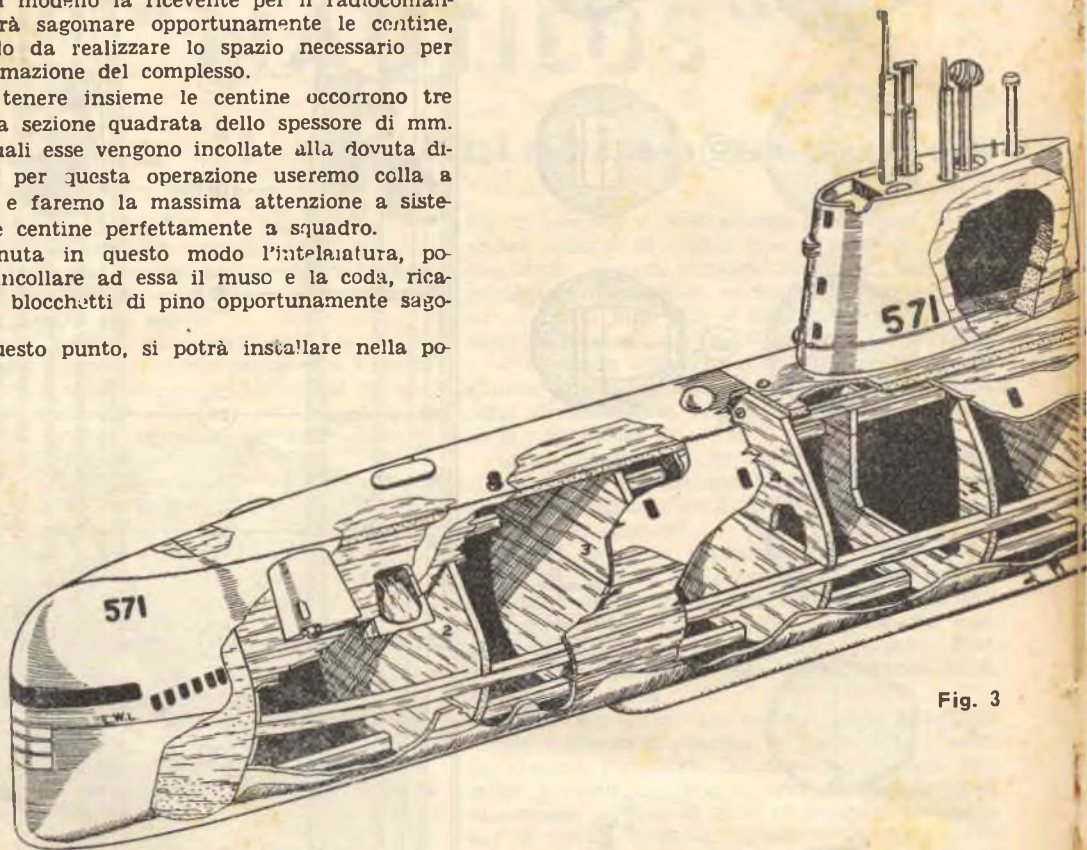 modello la ricevente per il radiocoman-
rà sagomare opportunamente le centine,
lo da realizzare lo spazio necessario per
mazione del complesso.
tenere insieme le centine occorrono tre
a sezione quadrata dello spessore di mm.
uali esse vengono incollate alla dovuta di-
per questa operazione useremo colla a
e faremo la massima attenzione a siste-
e centine perfettamente a squadro.
nuta in questo modo l'intelaiatura, po-
incollare ad essa il muso e la coda, rica-
blocchetti di pino opportunamente sago-
uesto punto, si potrà installare nella po-
571
8
3
4
2
571
L.W.L.
Fig. 3